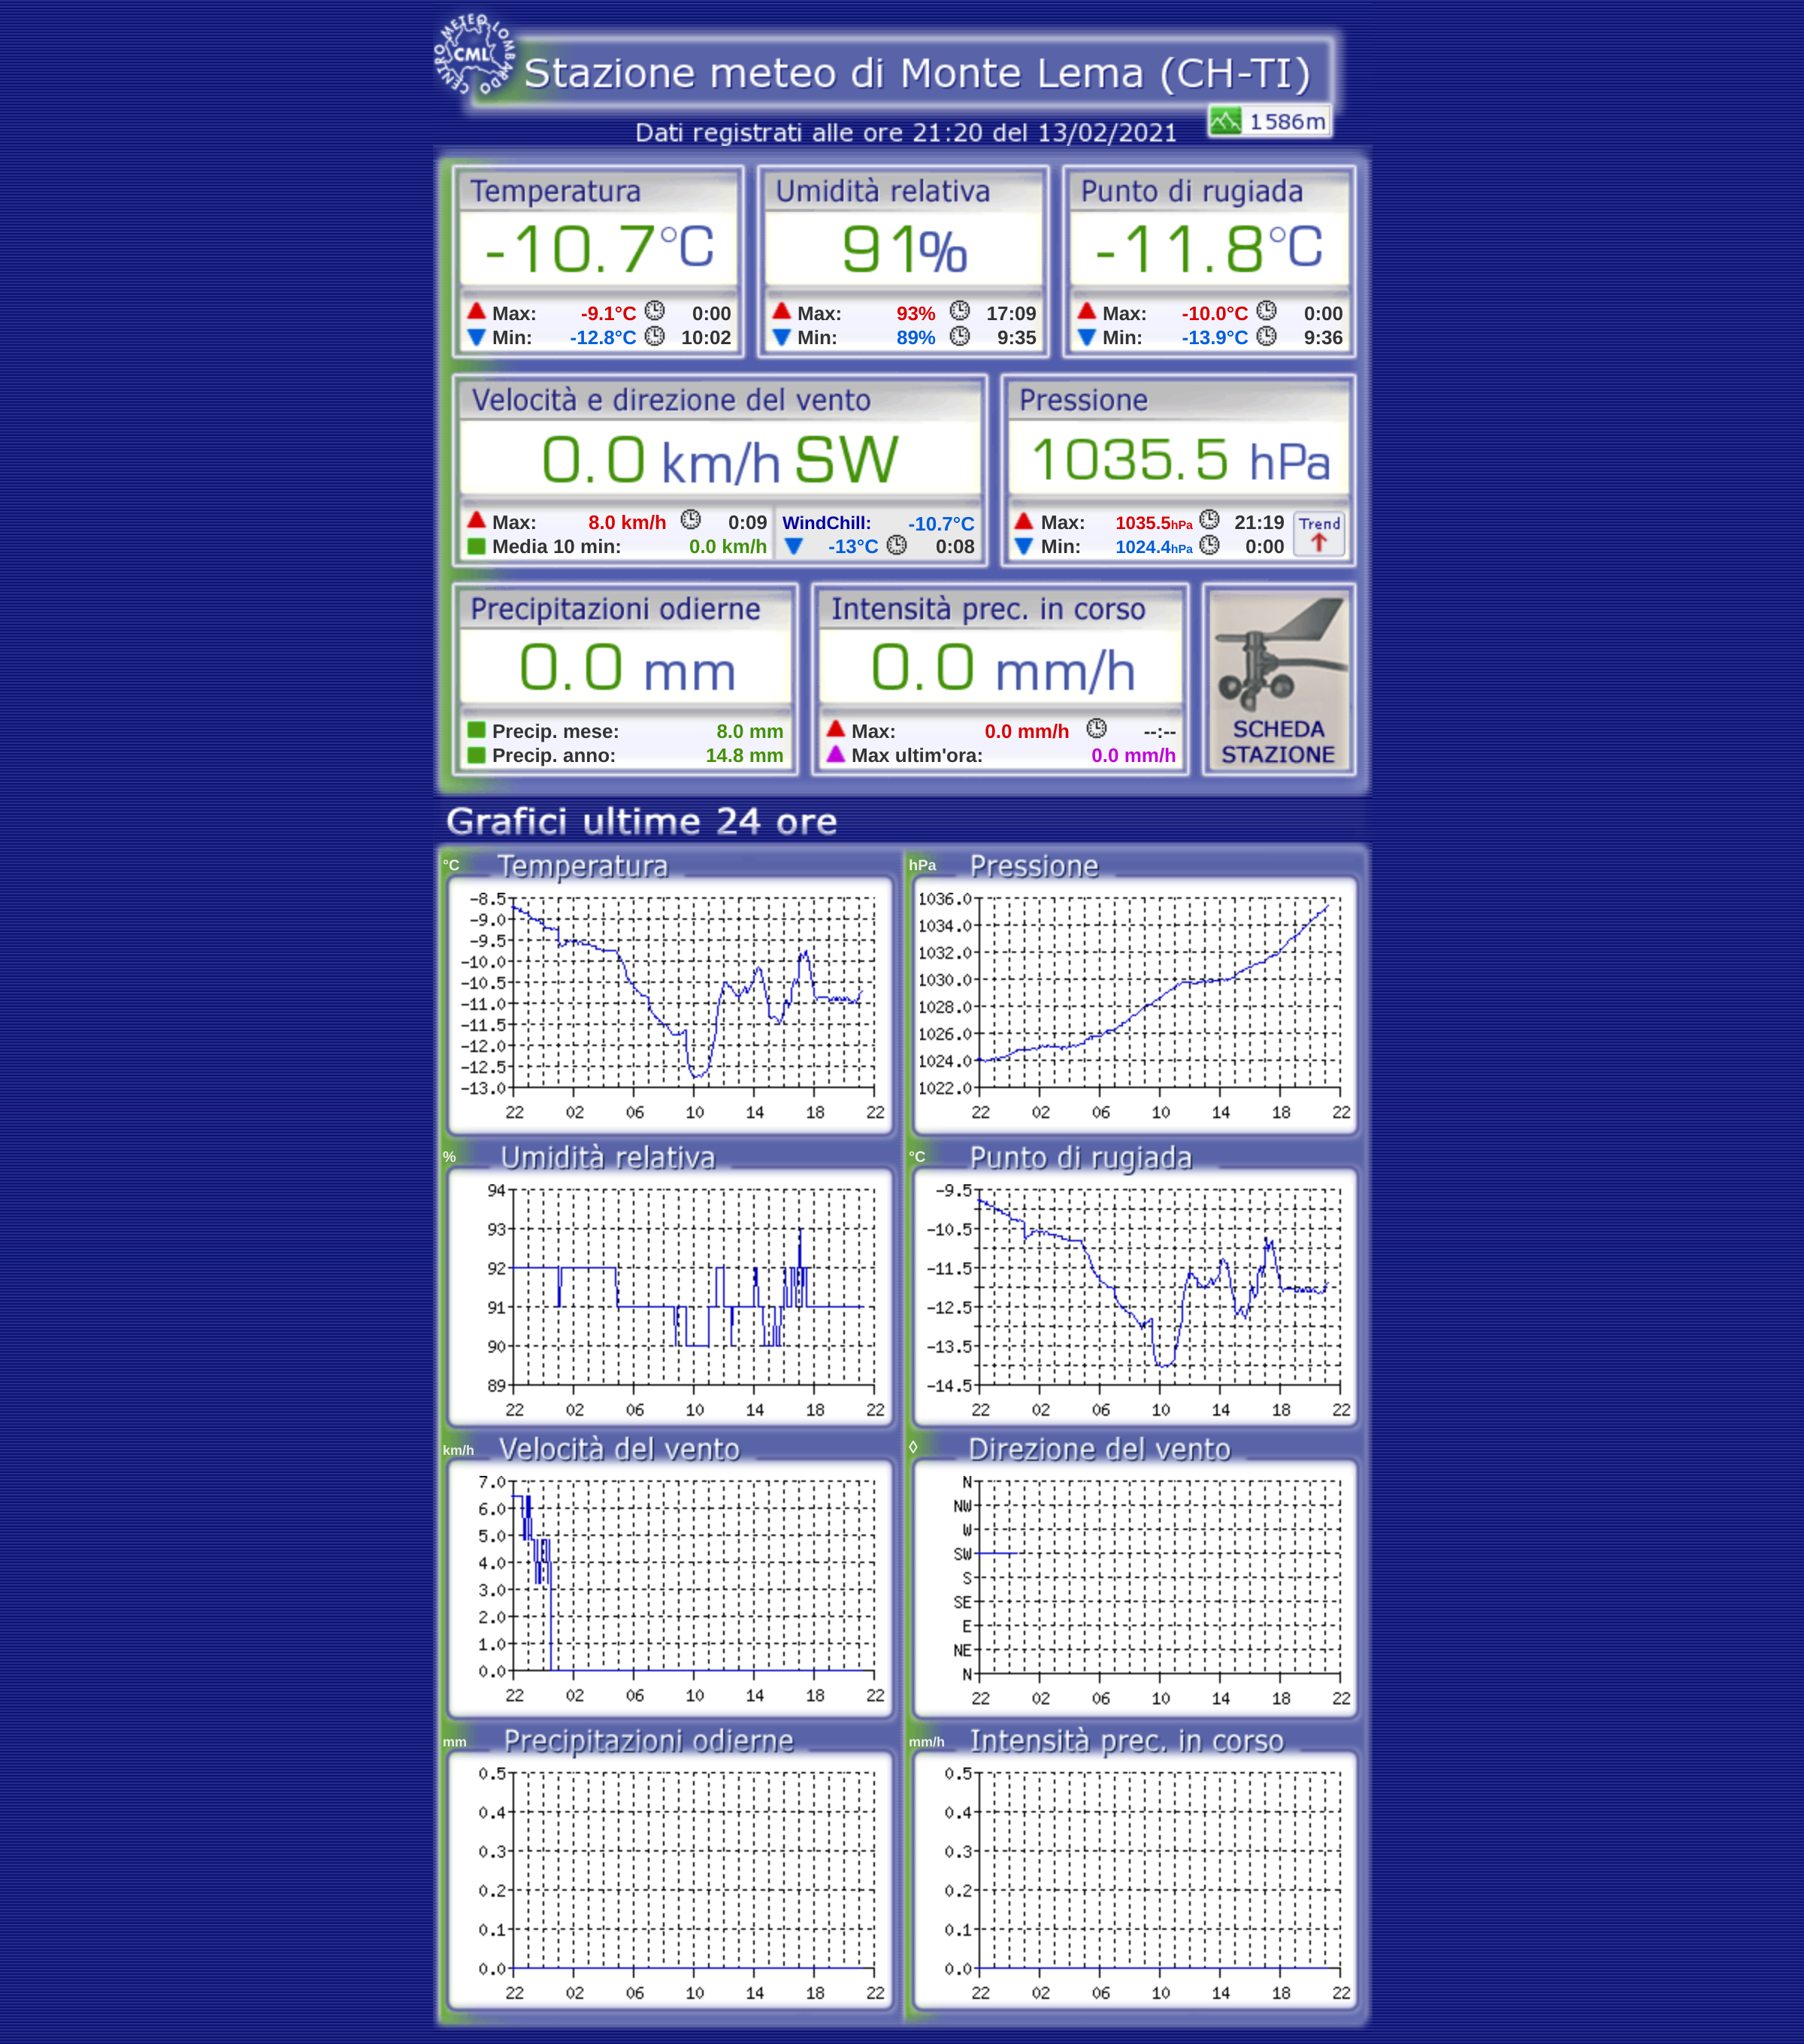 CENTRO METEO LOMBARDO
CML
Stazione meteo di Monte Lema (CH-TI)
1586m
Dati registrati alle ore 21:20 del 13/02/2021
Temperatura Umidità relativa Punto di rugiada
-10.7°C 91% -11.8°C
Max: -9.1°C 0:00 Max: 93% 17:09 Max: -10.0°C 0:00
Min: -12.8°C 10:02 Min: 89% 9:35 Min: -13.9°C 9:36
Velocità e direzione del vento Pressione
0.0 km/h SW 1035.5 hPa
Max: 8.0 km/h 0:09 WindChill: -10.7°C Max: 1035.5hPa 21:19 Trend
Media 10 min: 0.0 km/h -13°C 0:08 Min: 1024.4hPa 0:00
Precipitazioni odierne Intensità prec. in corso
0.0 mm 0.0 mm/h
Precip. mese: 8.0 mm Max: 0.0 mm/h --:-- SCHEDA
Precip. anno: 14.8 mm Max ultim'ora: 0.0 mm/h STAZIONE
Grafici ultime 24 ore
°C Temperatura
-8.5
-9.0
-9.5
-10.0
-10.5
-11.0
-11.5
-12.0
-12.5
-13.0
22 02 06 10 14 18 22
hPa Pressione
1036.0
1034.0
1032.0
1030.0
1028.0
1026.0
1024.0
1022.0
22 02 06 10 14 18 22
% Umidità relativa
94
93
92
91
90
89
22 02 06 10 14 18 22
°C Punto di rugiada
-9.5
-10.5
-11.5
-12.5
-13.5
-14.5
22 02 06 10 14 18 22
km/h Velocità del vento
7.0
6.0
5.0
4.0
3.0
2.0
1.0
0.0
22 02 06 10 14 18 22
◊ Direzione del vento
N
NW
W
SW
S
SE
E
NE
N
22 02 06 10 14 18 22
mm Precipitazioni odierne
0.5
0.4
0.3
0.2
0.1
0.0
22 02 06 10 14 18 22
mm/h Intensità prec. in corso
0.5
0.4
0.3
0.2
0.1
0.0
22 02 06 10 14 18 22